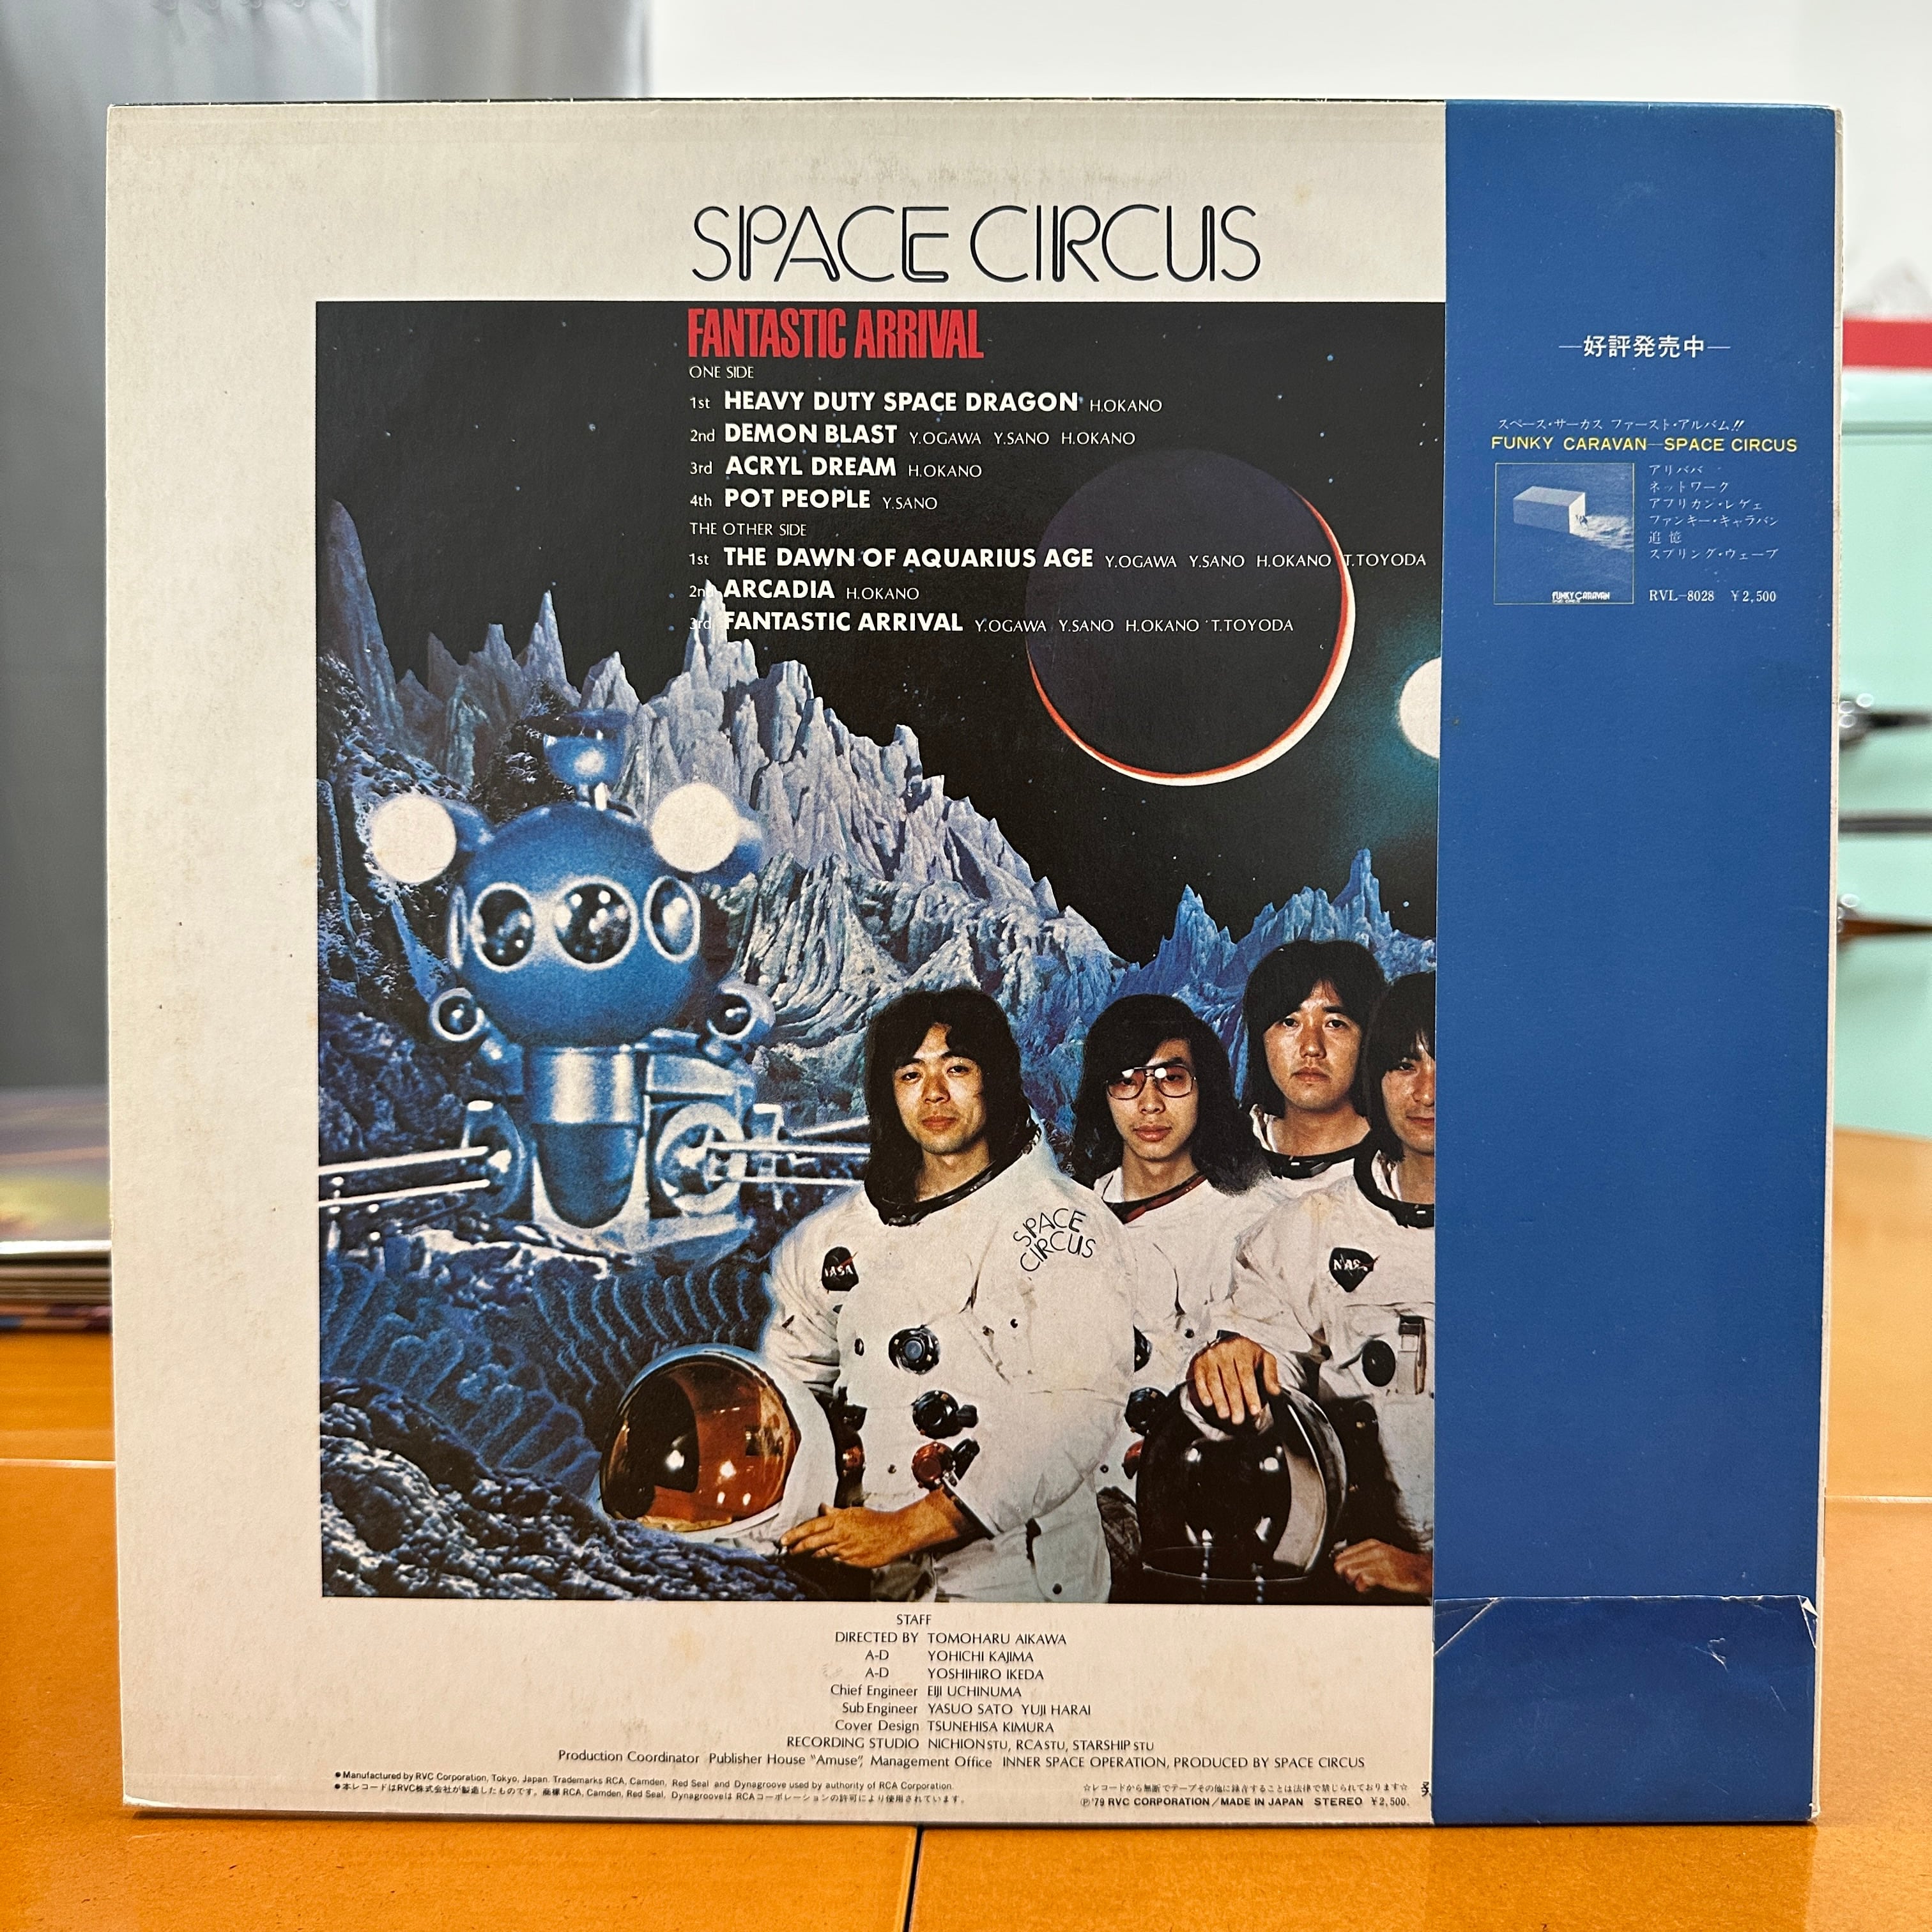 SPACE CIRCUS
FANTASTIC ARRIVAL
ONE SIDE
1st HEAVY DUTY SPACE DRAGON H.OKANO
2nd DEMON BLAST Y.OGAWA Y.SANO H.OKANO
3rd ACRYL DREAM H.OKANO
4th POT PEOPLE Y.SANO
THE OTHER SIDE
1st THE DAWN OF AQUARIUS AGE Y.OGAWA Y.SANO H.OKANO T.TOYODA
2nd ARCADIA H.OKANO
3rd FANTASTIC ARRIVAL Y.OGAWA Y.SANO H.OKANO T.TOYODA
SPACE
CIRCUS
NASA
NASA
STAFF
DIRECTED BY TOMOHARU AIKAWA
A-D YOHICHI KAJIMA
A-D YOSHIHIRO IKEDA
Chief Engineer EIJI UCHINUMA
Sub Engineer YASUO SATO YUJI HARAI
Cover Design TSUNEHISA KIMURA
RECORDING STUDIO NICHION STU, RCA STU, STARSHIP STU
Production Coordinator Publisher House "Amuse", Management Office INNER SPACE OPERATION, PRODUCED BY SPACE CIRCUS
●Manufactured by RVC Corporation, Tokyo, Japan. Trademarks RCA, Camden, Red Seal and Dynagroove used by authority of RCA Corporation.
●本レコードはRVC株式会社が製造したものです。商標 RCA, Camden, Red Seal, Dynagrooveは RCAコーポレーションの許可により使用されています。
☆レコードから無断でテープその他に録音することは法律で禁じられております☆
Ⓟ'79 RVC CORPORATION/MADE IN JAPAN STEREO ¥2,500.
—好評発売中—
スペース・サーカス ファースト・アルバム!!
FUNKY CARAVAN—SPACE CIRCUS
アリババ
ネットワーク
アフリカン・レゲェ
ファンキー・キャラバン
追憶
スプリング・ウェーブ
FUNKY CARAVAN
RVL-8028 ¥2,500